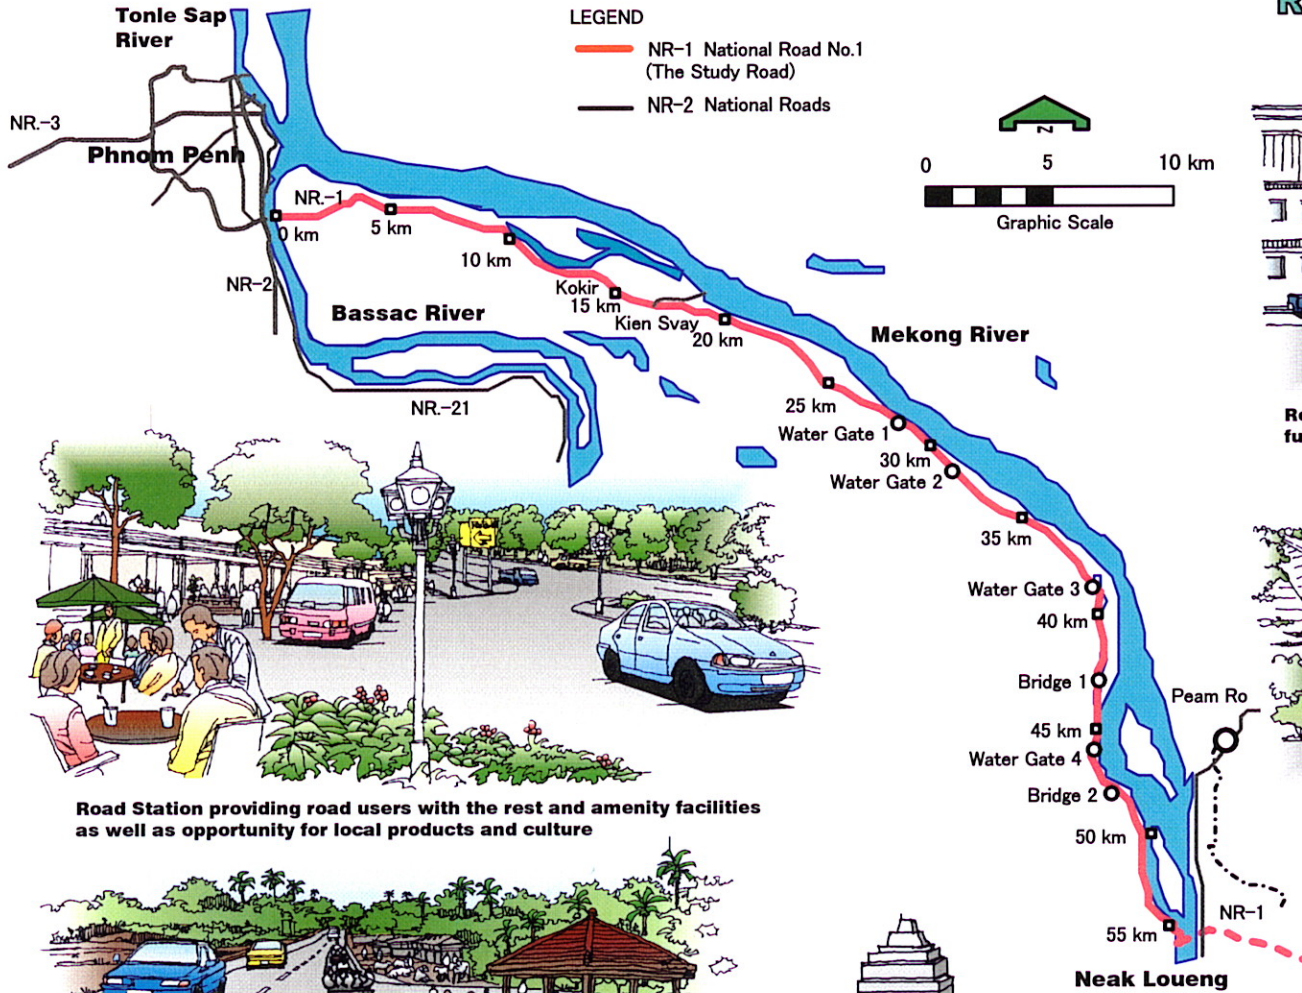 Tonle Sap
River
LEGEND
NR-1 National Road No.1
(The Study Road)
NR-2 National Roads
NR.-3
Phnom Penh
NR.-1
0 km
5 km
10 km
0
5
10 km
Graphic Scale
N
NR-2
Bassac River
Kokir
15 km
Kien Svay
20 km
Mekong River
NR.-21
25 km
Water Gate 1
30 km
Water Gate 2
35 km
Water Gate 3
40 km
Bridge 1
Peam Ro
45 km
Water Gate 4
Bridge 2
50 km
NR-1
55 km
Neak Loueng
Road Station providing road users with the rest and amenity facilities
as well as opportunity for local products and culture